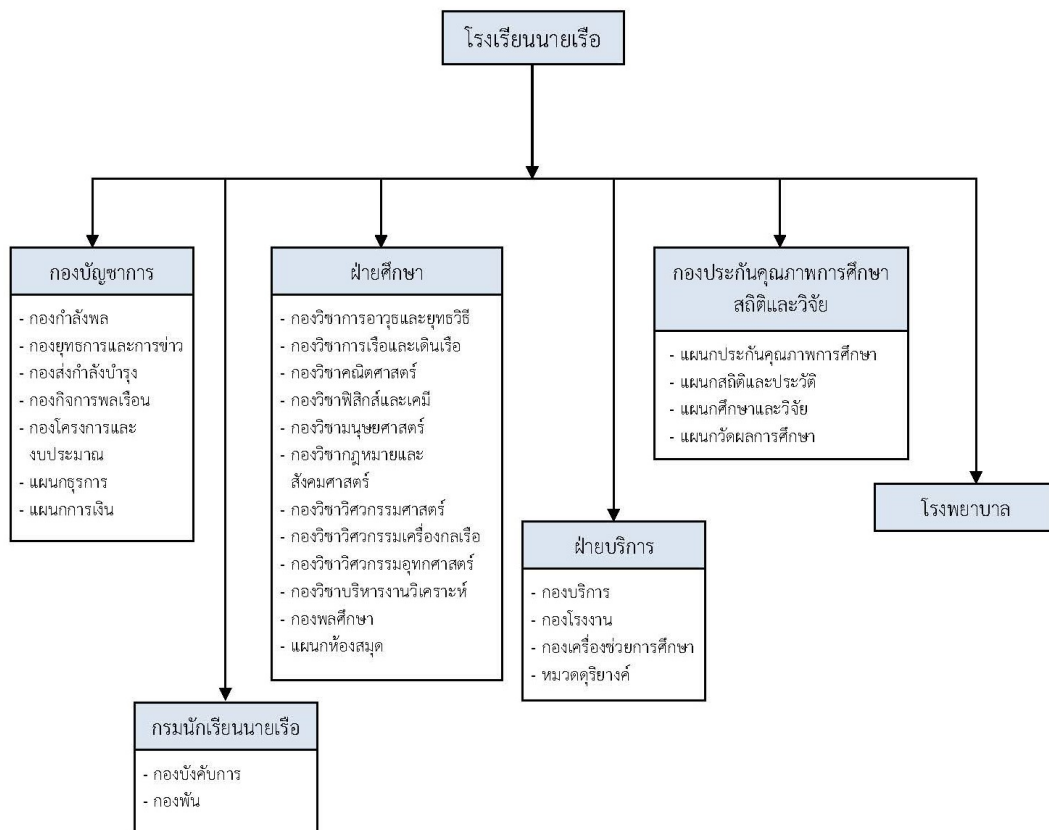 โรงเรียนนายเรือ
กองบัญชาการ
- กองกำลังพล
- กองยุทธการและการข่าว
- กองส่งกำลังบำรุง
- กองกิจการพลเรือน
- กองโครงการและ
งบประมาณ
- แผนกธุรการ
- แผนกการเงิน
กรมนักเรียนนายเรือ
- กองบังคับการ
- กองพัน
ฝ่ายศึกษา
- กองวิชาการอาวุธและยุทธวิธี
- กองวิชาการเรือและเดินเรือ
- กองวิชาคณิตศาสตร์
- กองวิชาฟิสิกส์และเคมี
- กองวิชามนุษยศาสตร์
- กองวิชากฎหมายและ
สังคมศาสตร์
- กองวิชาวิศวกรรมศาสตร์
- กองวิชาวิศวกรรมเครื่องกลเรือ
- กองวิชาวิศวกรรมอุทกศาสตร์
- กองวิชาบริหารงานวิเคราะห์
- กองพลศึกษา
- แผนกห้องสมุด
ฝ่ายบริการ
- กองบริการ
- กองโรงงาน
- กองเครื่องช่วยการศึกษา
- หมวดดุริยางค์
กองประกันคุณภาพการศึกษา
สถิติและวิจัย
- แผนกประกันคุณภาพการศึกษา
- แผนกสถิติและประวัติ
- แผนกศึกษาและวิจัย
- แผนกวัดผลการศึกษา
โรงพยาบาล